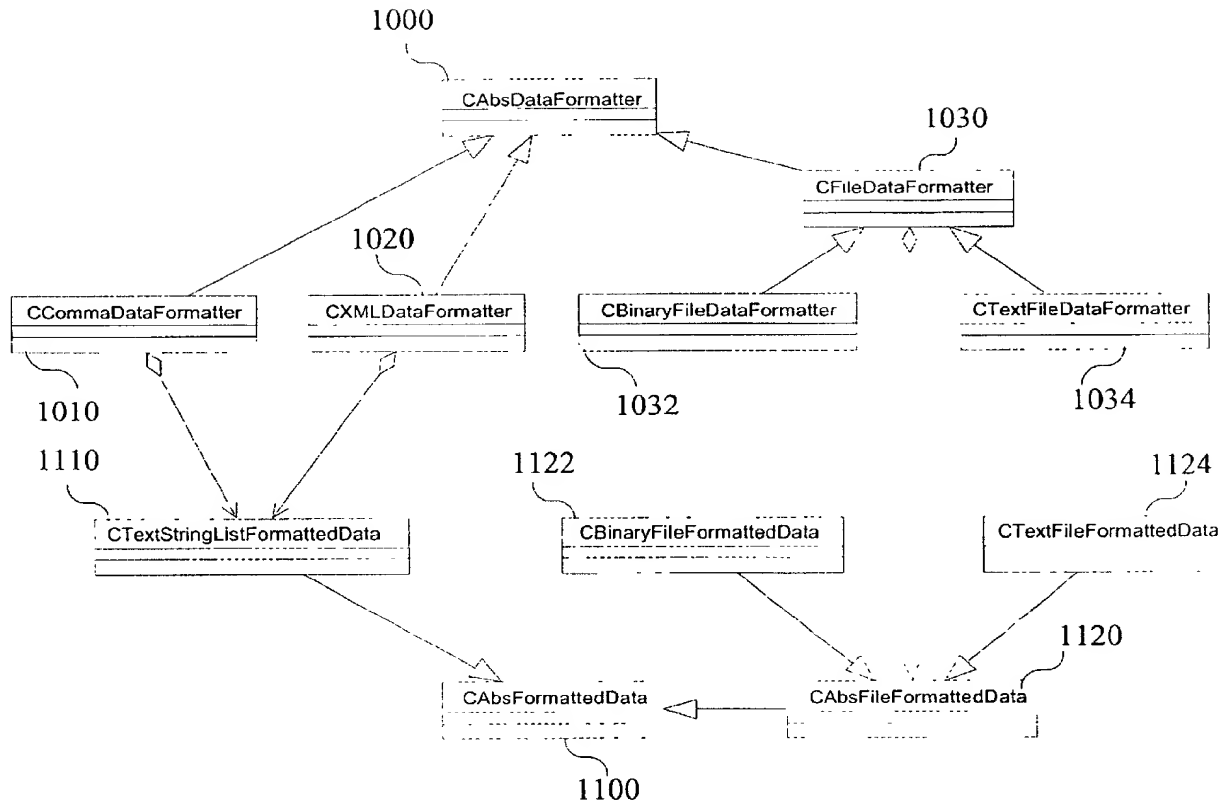 1000
CAbsDataFormatter
1030
CFileDataFormatter
1020
CCommaDataFormatter
CXMLDataFormatter
CBinaryFileDataFormatter
CTextFileDataFormatter
1010
1032
1034
1110
1122
1124
CTextStringListFormattedData
CBinaryFileFormattedData
CTextFileFormattedData
1120
CAbsFormattedData
CAbsFileFormattedData
1100